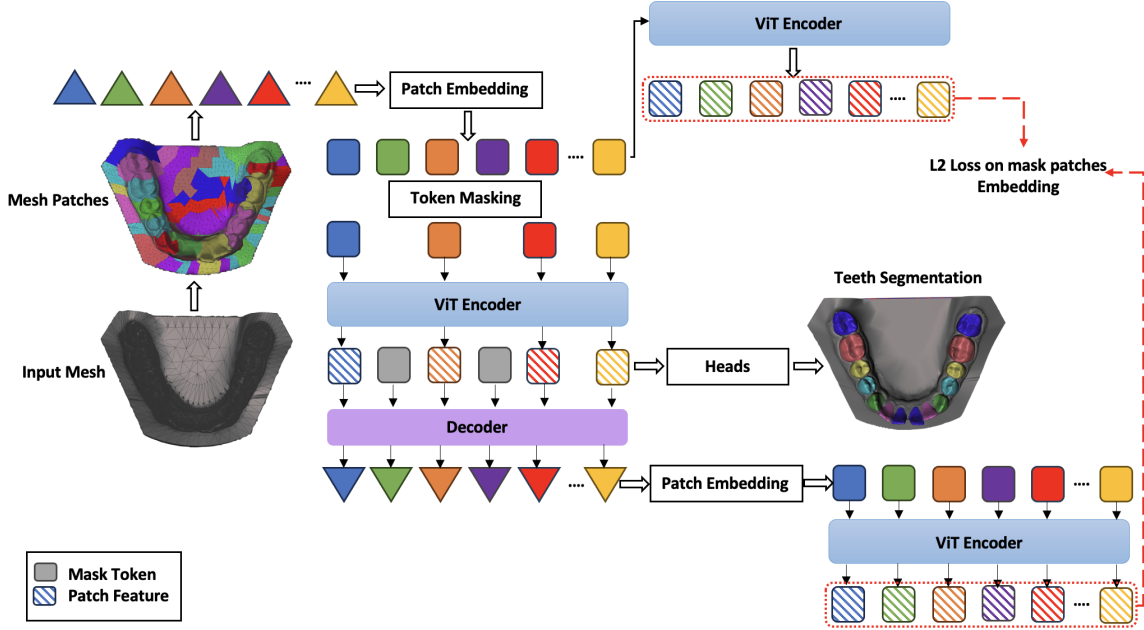 ViT Encoder
Patch Embedding
L2 Loss on mask patches
Embedding
Mesh Patches
Token Masking
Teeth Segmentation
ViT Encoder
Input Mesh
Heads
Decoder
Patch Embedding
ViT Encoder
Mask Token
Patch Feature